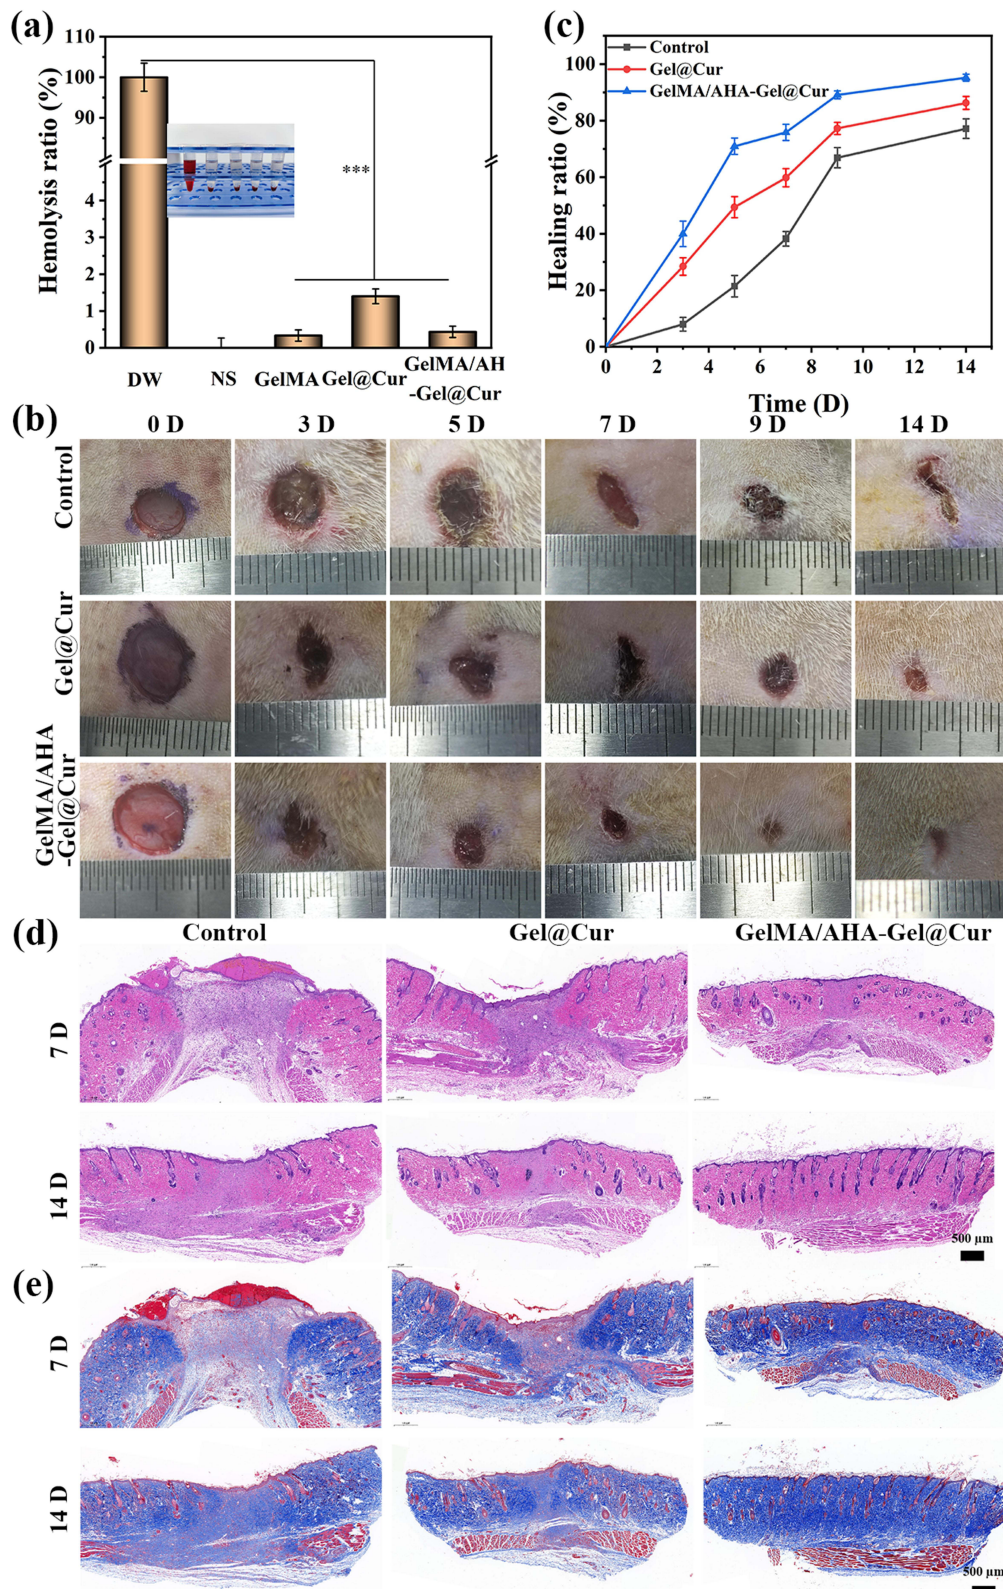 (a)
Hemolysis ratio (%)
110
100
90
4
3
2
1
0
***
DW
NS
GelMA
Gel@Cur
GelMA/AH
-Gel@Cur
(c)
Healing ratio (%)
100
80
60
40
20
0
Control
Gel@Cur
GelMA/AHA-Gel@Cur
0 2 4 6 8 10 12 14
Time (D)
(b)
0 D 3 D 5 D 7 D 9 D 14 D
Control
Gel@Cur
GelMA/AHA
-Gel@Cur
(d)
Control Gel@Cur GelMA/AHA-Gel@Cur
7 D
14 D
500 μm
(e)
7 D
14 D
500 μm